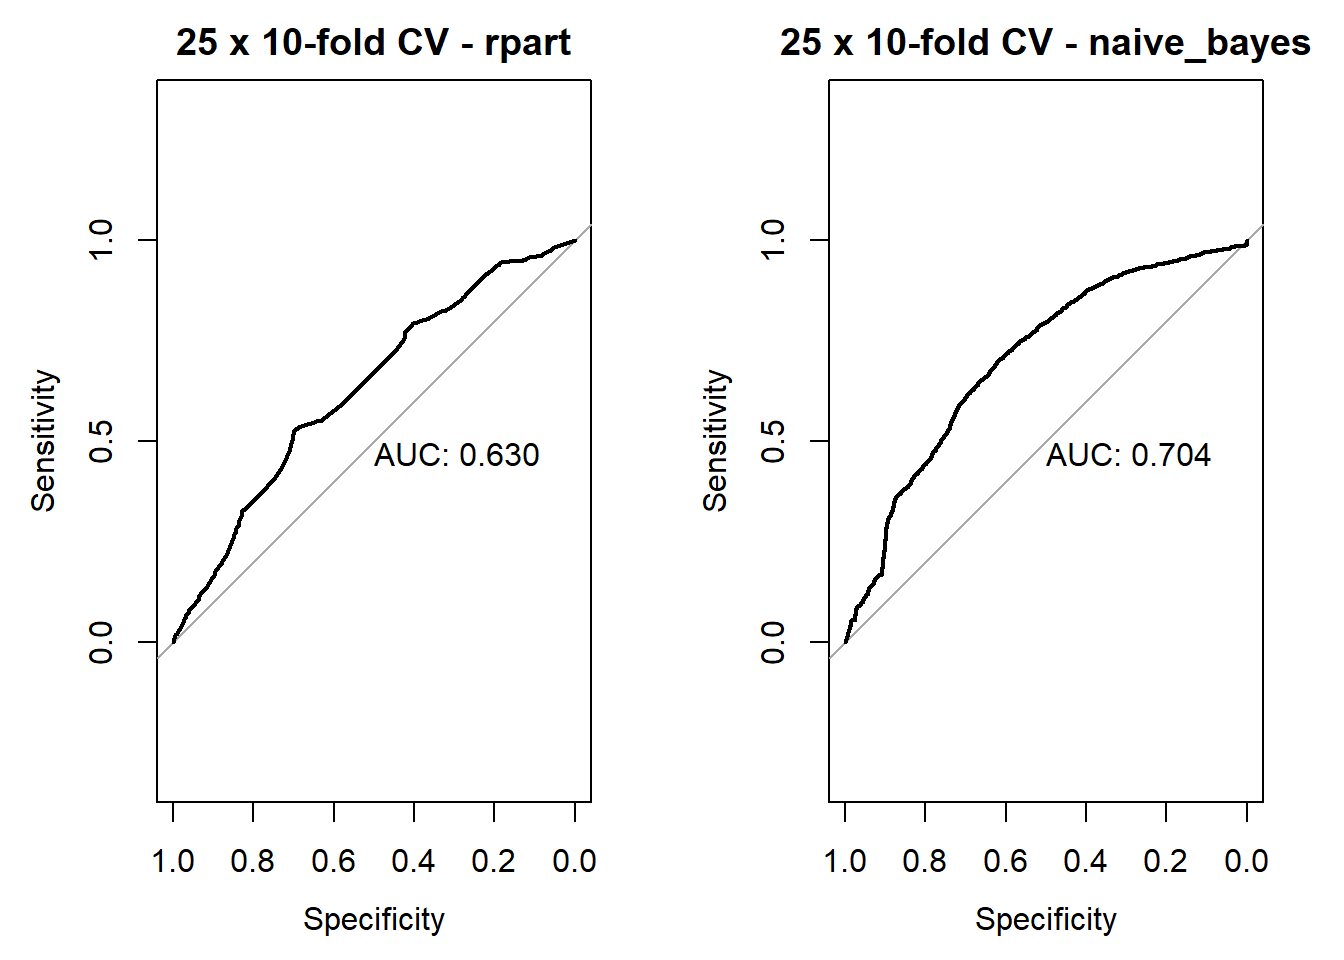 25 x 10-fold CV - rpart
Sensitivity
1.0
0.5
0.0
AUC: 0.630
1.0 0.8 0.6 0.4 0.2 0.0
Specificity
25 x 10-fold CV - naive_bayes
Sensitivity
1.0
0.5
0.0
AUC: 0.704
1.0 0.8 0.6 0.4 0.2 0.0
Specificity